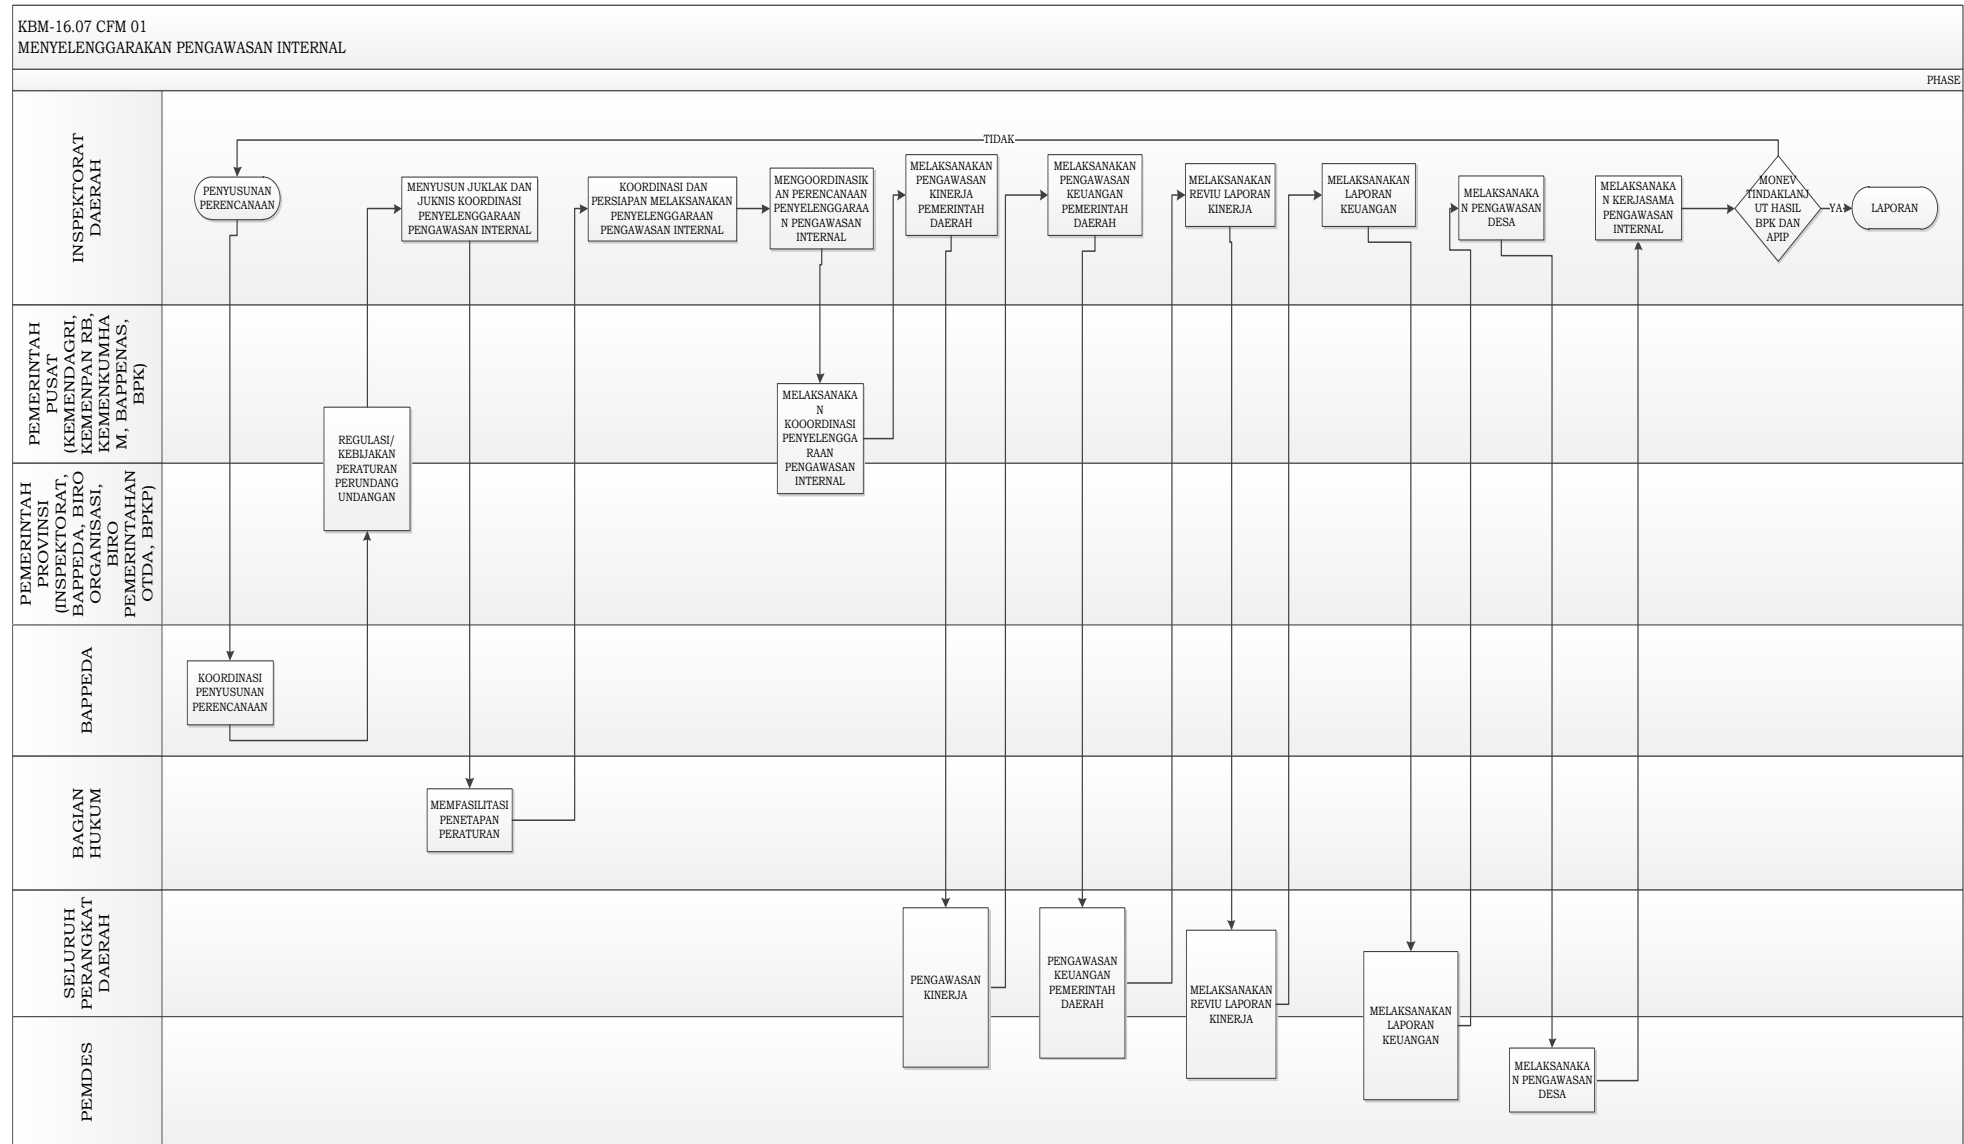 KBM-16.07 CFM 01
MENYELENGGARAKAN PENGAWASAN INTERNAL
PHASE
INSPEKTORAT
DAERAH
TIDAK
PENYUSUNAN
PERENCANAAN
MENYUSUN JUKLAK DAN
JUKNIS KOORDINASI
PENYELENGGARAAN
PENGAWASAN INTERNAL
KOORDINASI DAN
PERSIAPAN MELAKSANAKAN
PENYELENGGARAAN
PENGAWASAN INTERNAL
MENGOORDINASIK
AN PERENCANAAN
PENYELENGGARAA
N PENGAWASAN
INTERNAL
MELAKSANAKAN
PENGAWASAN
KINERJA
PEMERINTAH
DAERAH
MELAKSANAKAN
PENGAWASAN
KEUANGAN
PEMERINTAH
DAERAH
MELAKSANAKAN
REVIU LAPORAN
KINERJA
MELAKSANAKAN
LAPORAN
KEUANGAN
MELAKSANAKA
N PENGAWASAN
DESA
MELAKSANAKA
N KERJASAMA
PENGAWASAN
INTERNAL
MONEV
TINDAKLANJ
UT HASIL
BPK DAN
APIP
YA
LAPORAN
PEMERINTAH
PUSAT
(KEMENDAGRI,
KEMENPAN RB,
KEMENKUMHA
M, BAPPENAS,
BPK)
REGULASI/
KEBIJAKAN
PERATURAN
PERUNDANG
UNDANGAN
MELAKSANAKA
N
KOOORDINASI
PENYELENGGA
RAAN
PENGAWASAN
INTERNAL
PEMERINTAH
PROVINSI
(INSPEKTORAT,
BAPPEDA, BIRO
ORGANISASI,
BIRO
PEMERINTAHAN
OTDA, BPKP)
BAPPEDA
KOORDINASI
PENYUSUNAN
PERENCANAAN
BAGIAN
HUKUM
MEMFASILITASI
PENETAPAN
PERATURAN
SELURUH
PERANGKAT
DAERAH
PENGAWASAN
KINERJA
PENGAWASAN
KEUANGAN
PEMERINTAH
DAERAH
MELAKSANAKAN
REVIU LAPORAN
KINERJA
MELAKSANAKAN
LAPORAN
KEUANGAN
PEMDES
MELAKSANAKA
N PENGAWASAN
DESA